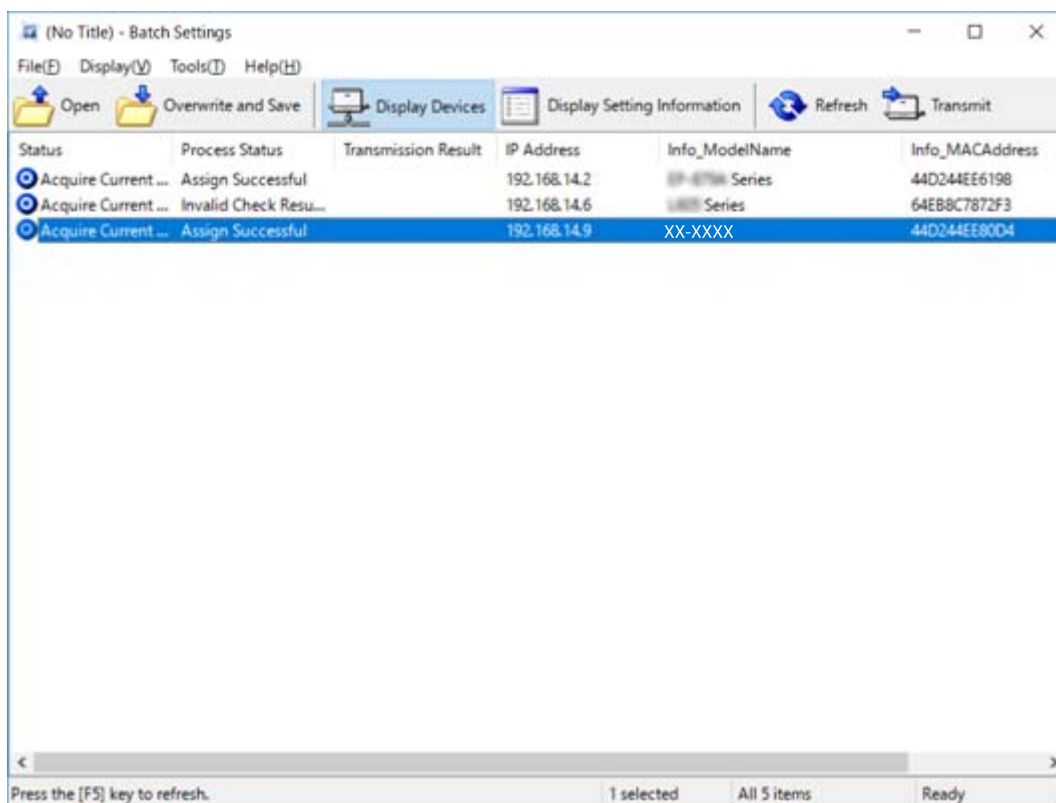 (No Title) - Batch Settings
File(F) Display(V) Tools(T) Help(H)
Open Overwrite and Save Display Devices Display Setting Information Refresh Transmit
Status Process Status Transmission Result IP Address Info_ModelName Info_MACAddress
Acquire Current ... Assign Successful 192.168.14.2 Series 44D244EE6198
Acquire Current ... Invalid Check Resu... 192.168.14.6 Series 64EB8C7872F3
Acquire Current ... Assign Successful 192.168.14.9 XX-XXXX 44D244EE80D4
Press the [F5] key to refresh. 1 selected All 5 items Ready